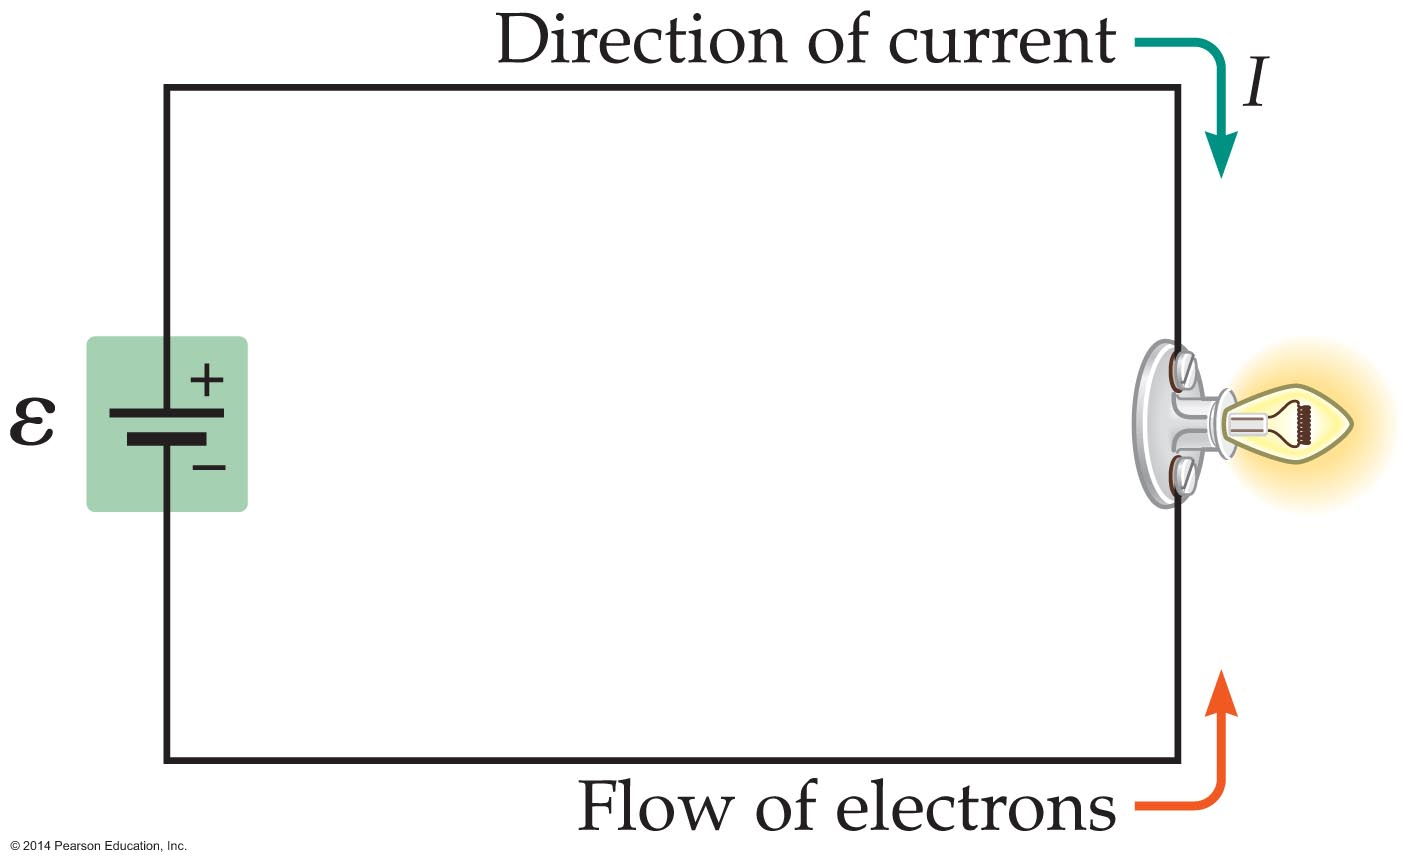 Direction of current
I
+
ε
−
Flow of electrons
© 2014 Pearson Education, Inc.